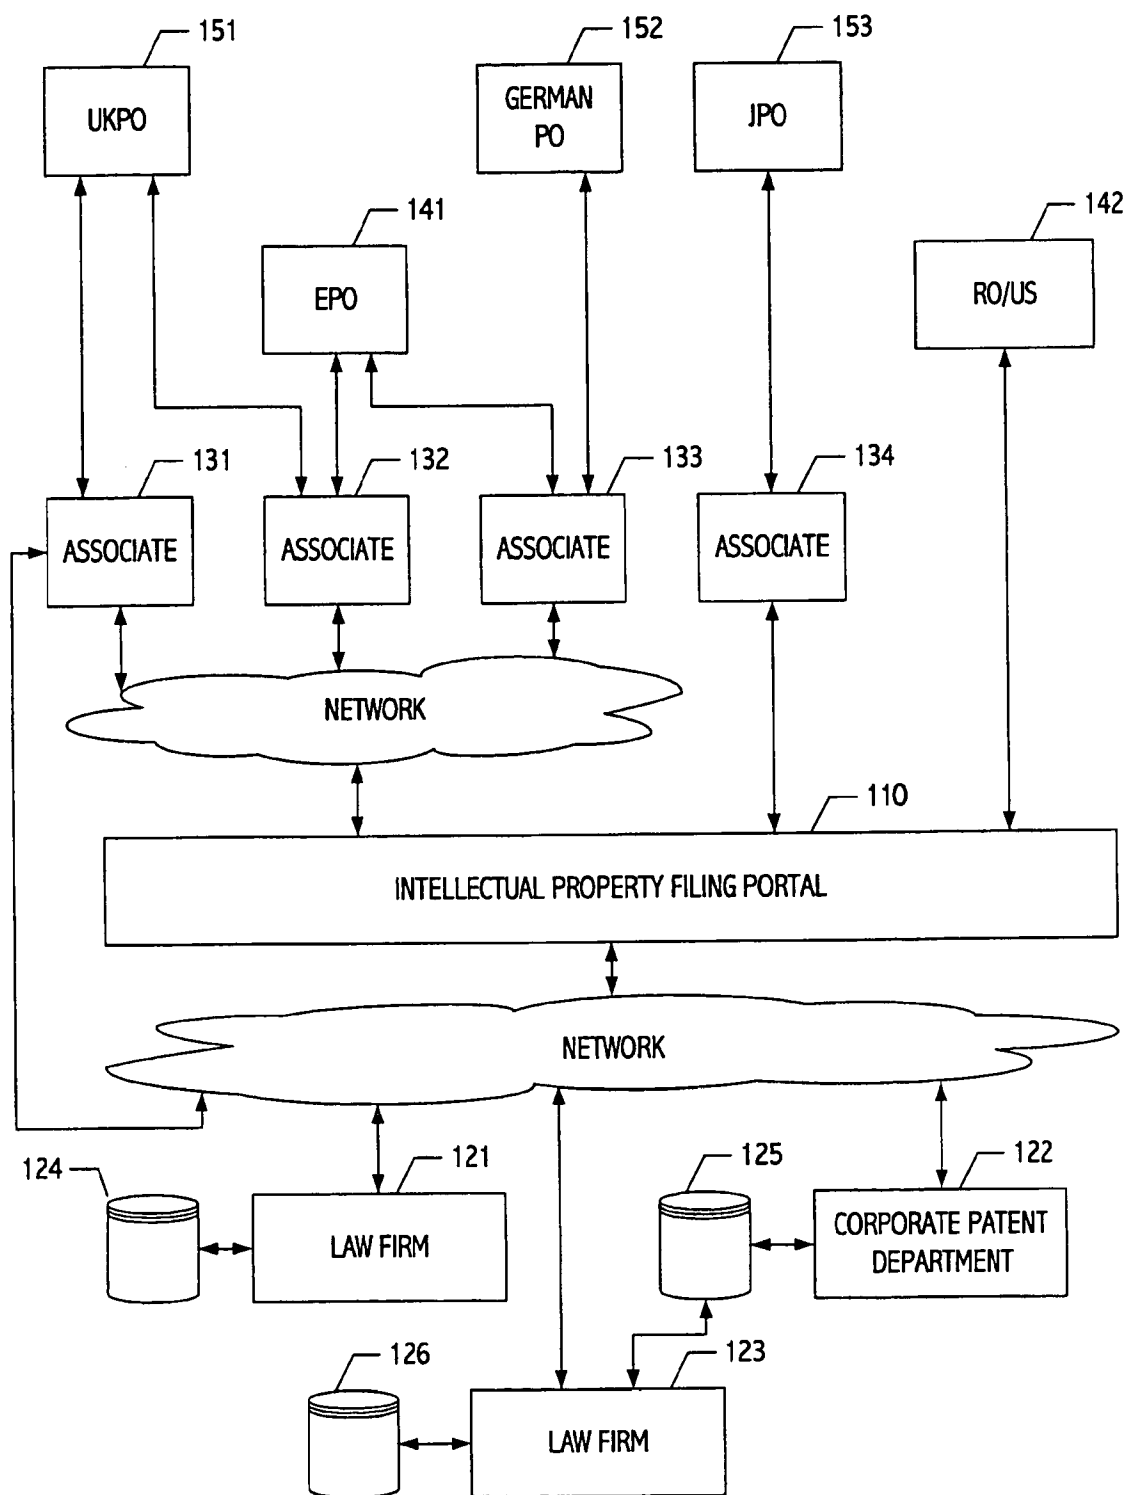 151
152
153
UKPO
GERMAN
PO
JPO
141
142
EPO
RO/US
131
132
133
134
ASSOCIATE
ASSOCIATE
ASSOCIATE
ASSOCIATE
NETWORK
110
INTELLECTUAL PROPERTY FILING PORTAL
NETWORK
124
121
125
122
LAW FIRM
CORPORATE PATENT
DEPARTMENT
126
123
LAW FIRM